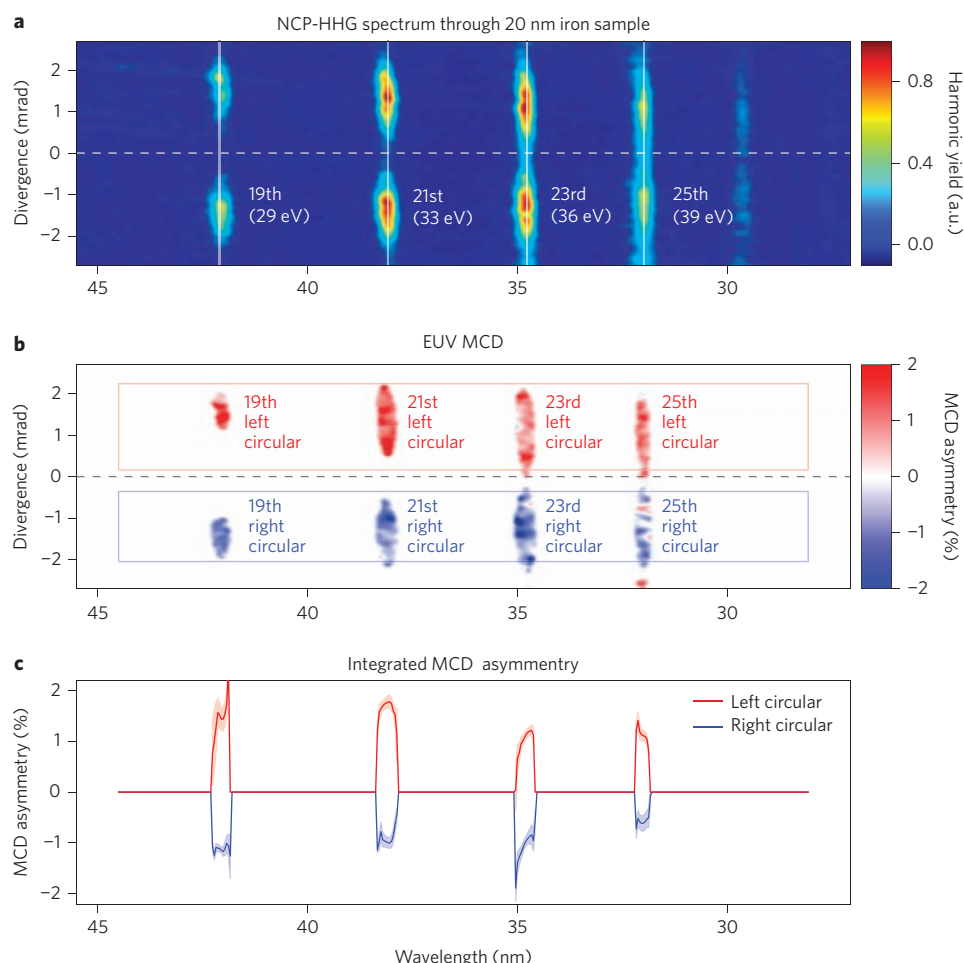 a
NCP-HHG spectrum through 20 nm iron sample
2
1
0
−1
−2
Divergence (mrad)
19th
(29 eV)
21st
(33 eV)
23rd
(36 eV)
25th
(39 eV)
45
40
35
30
0.8
0.4
0.0
Harmonic yield (a.u.)
b
EUV MCD
2
1
0
−1
−2
Divergence (mrad)
19th
left
circular
21st
left
circular
23rd
left
circular
25th
left
circular
19th
right
circular
21st
right
circular
23rd
right
circular
25th
right
circular
45
40
35
30
2
1
0
−1
−2
MCD asymmetry (%)
c
Integrated MCD asymmentry
2
1
0
−1
−2
MCD asymmetry (%)
Left circular
Right circular
45
40
35
30
Wavelength (nm)